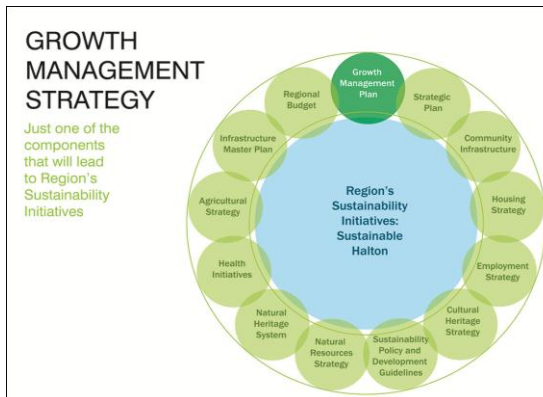 GROWTH
MANAGEMENT
STRATEGY
Just one of the
components
that will lead
to Region's
Sustainability
Initiatives
Growth
Management
Plan
Strategic
Plan
Community
Infrastructure
Housing
Strategy
Employment
Strategy
Cultural
Heritage
Strategy
Sustainability
Policy and
Development
Guidelines
Natural
Resources
Strategy
Natural
Heritage
System
Health
Initiatives
Agricultural
Strategy
Infrastructure
Master Plan
Regional
Budget
Region's
Sustainability
Initiatives:
Sustainable
Halton